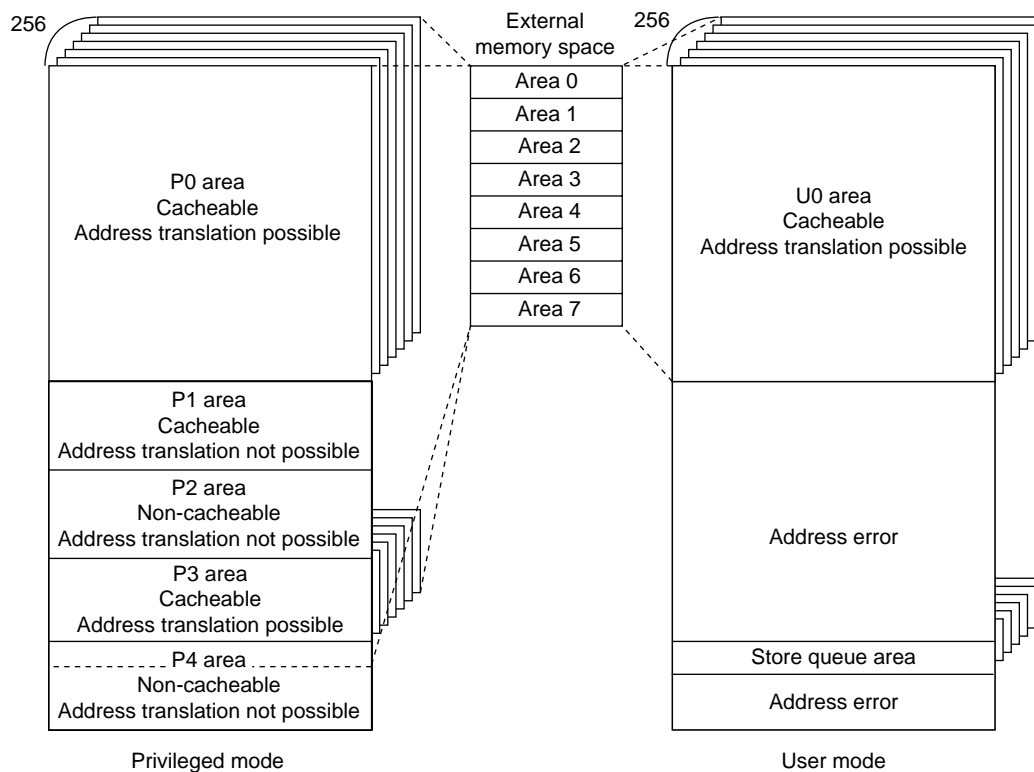 256
P0 area
Cacheable
Address translation possible
P1 area
Cacheable
Address translation not possible
P2 area
Non-cacheable
Address translation not possible
P3 area
Cacheable
Address translation possible
P4 area
Non-cacheable
Address translation not possible
Privileged mode
External
memory space
Area 0
Area 1
Area 2
Area 3
Area 4
Area 5
Area 6
Area 7
256
U0 area
Cacheable
Address translation possible
Address error
Store queue area
Address error
User mode